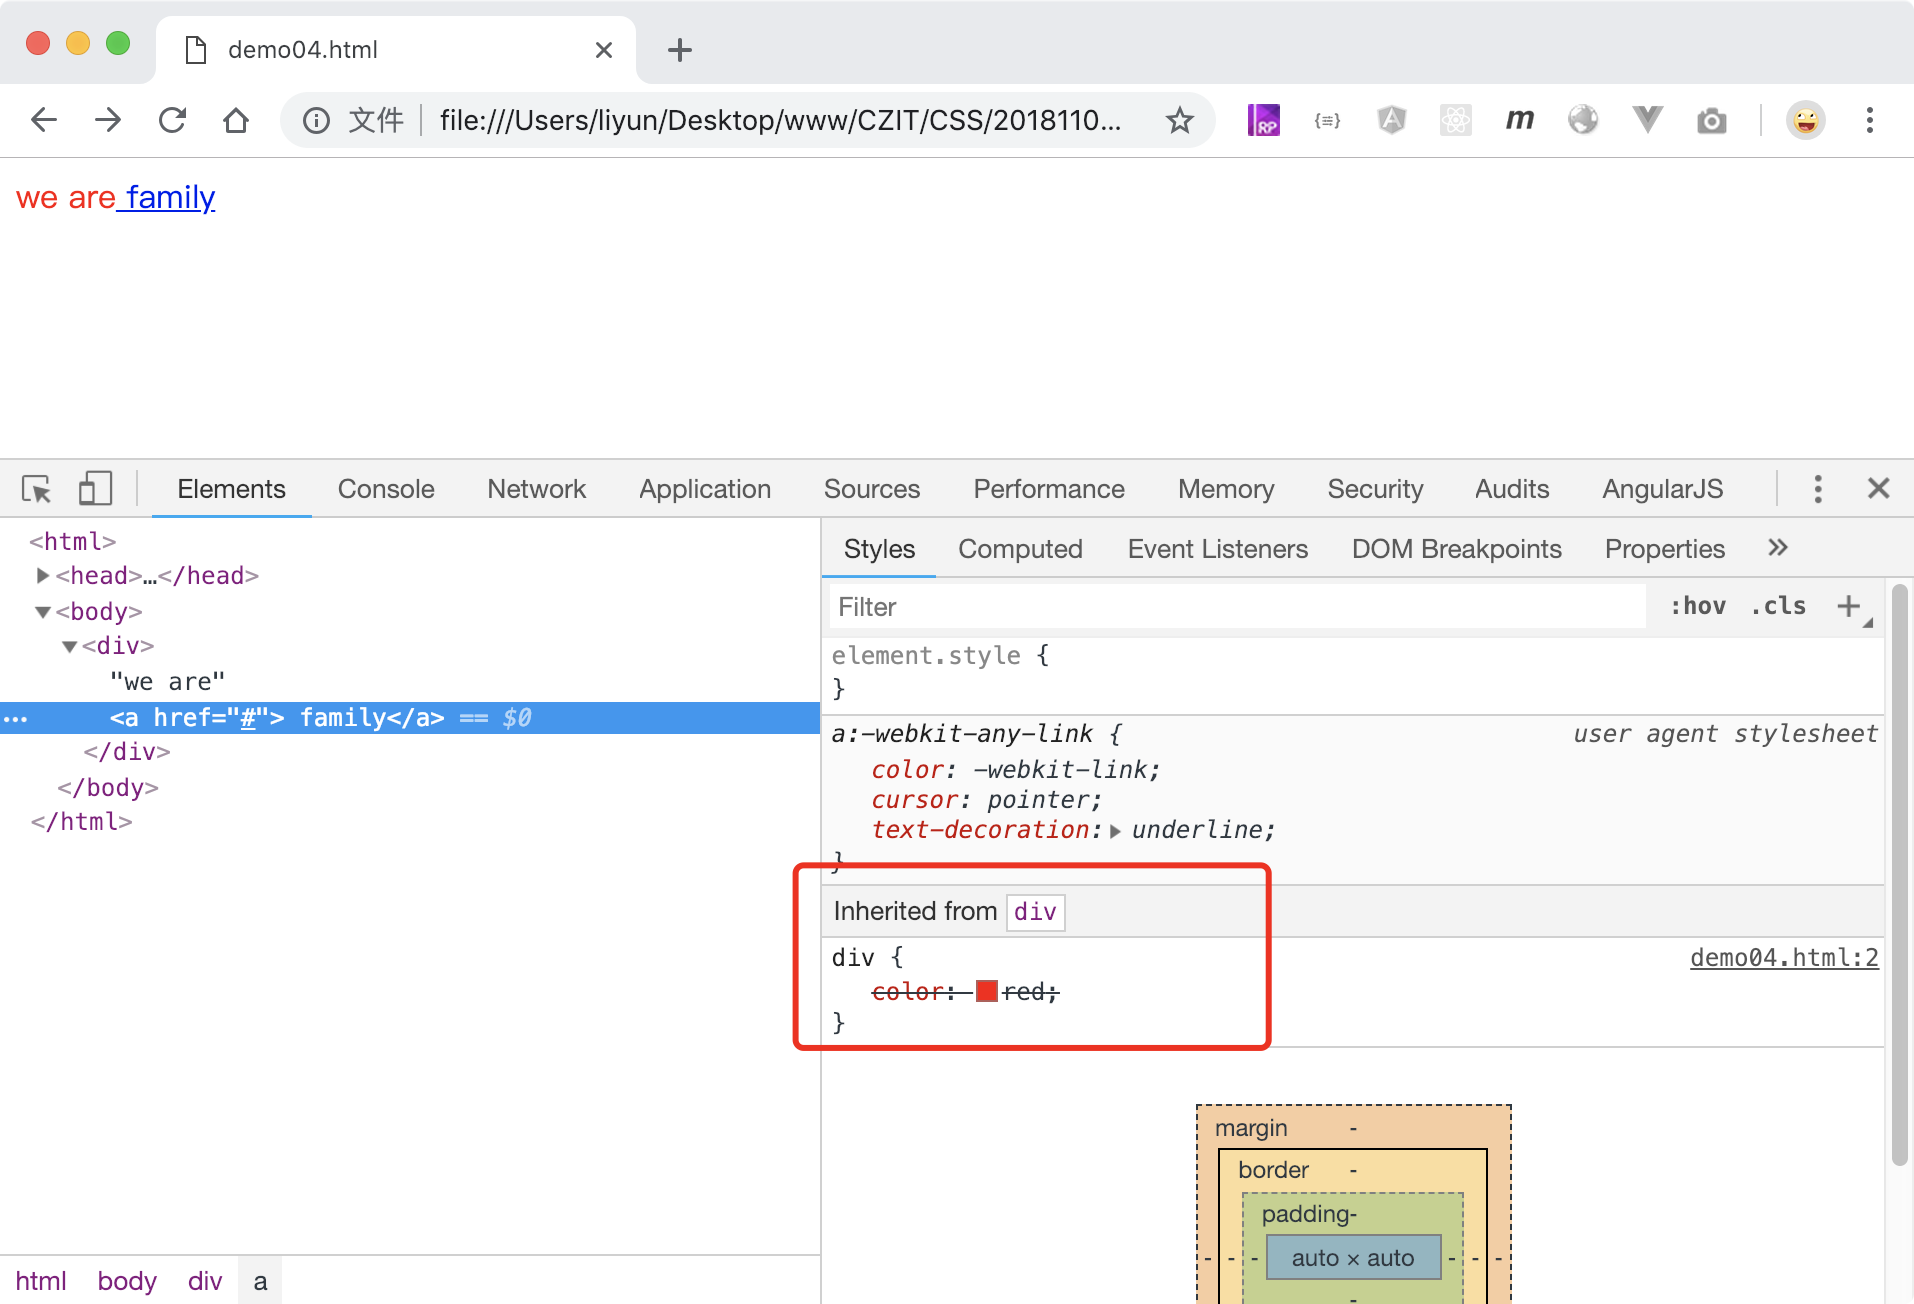 demo04.html
文件 file:///Users/liyun/Desktop/www/CZIT/CSS/2018110...
RP {≡} A m
we are family
Elements Console Network Application Sources Performance Memory Security Audits AngularJS
<html>
<head>…</head>
<body>
<div>
"we are"
<a href="#"> family</a> == $0
</div>
</body>
</html>
html body div a
Styles Computed Event Listeners DOM Breakpoints Properties »
Filter :hov .cls +
element.style {
}
a:-webkit-any-link { user agent stylesheet
color: -webkit-link;
cursor: pointer;
text-decoration: underline;
}
Inherited from div
div { demo04.html:2
color: red;
}
margin -
border -
padding-
- - - auto × auto - - -
-